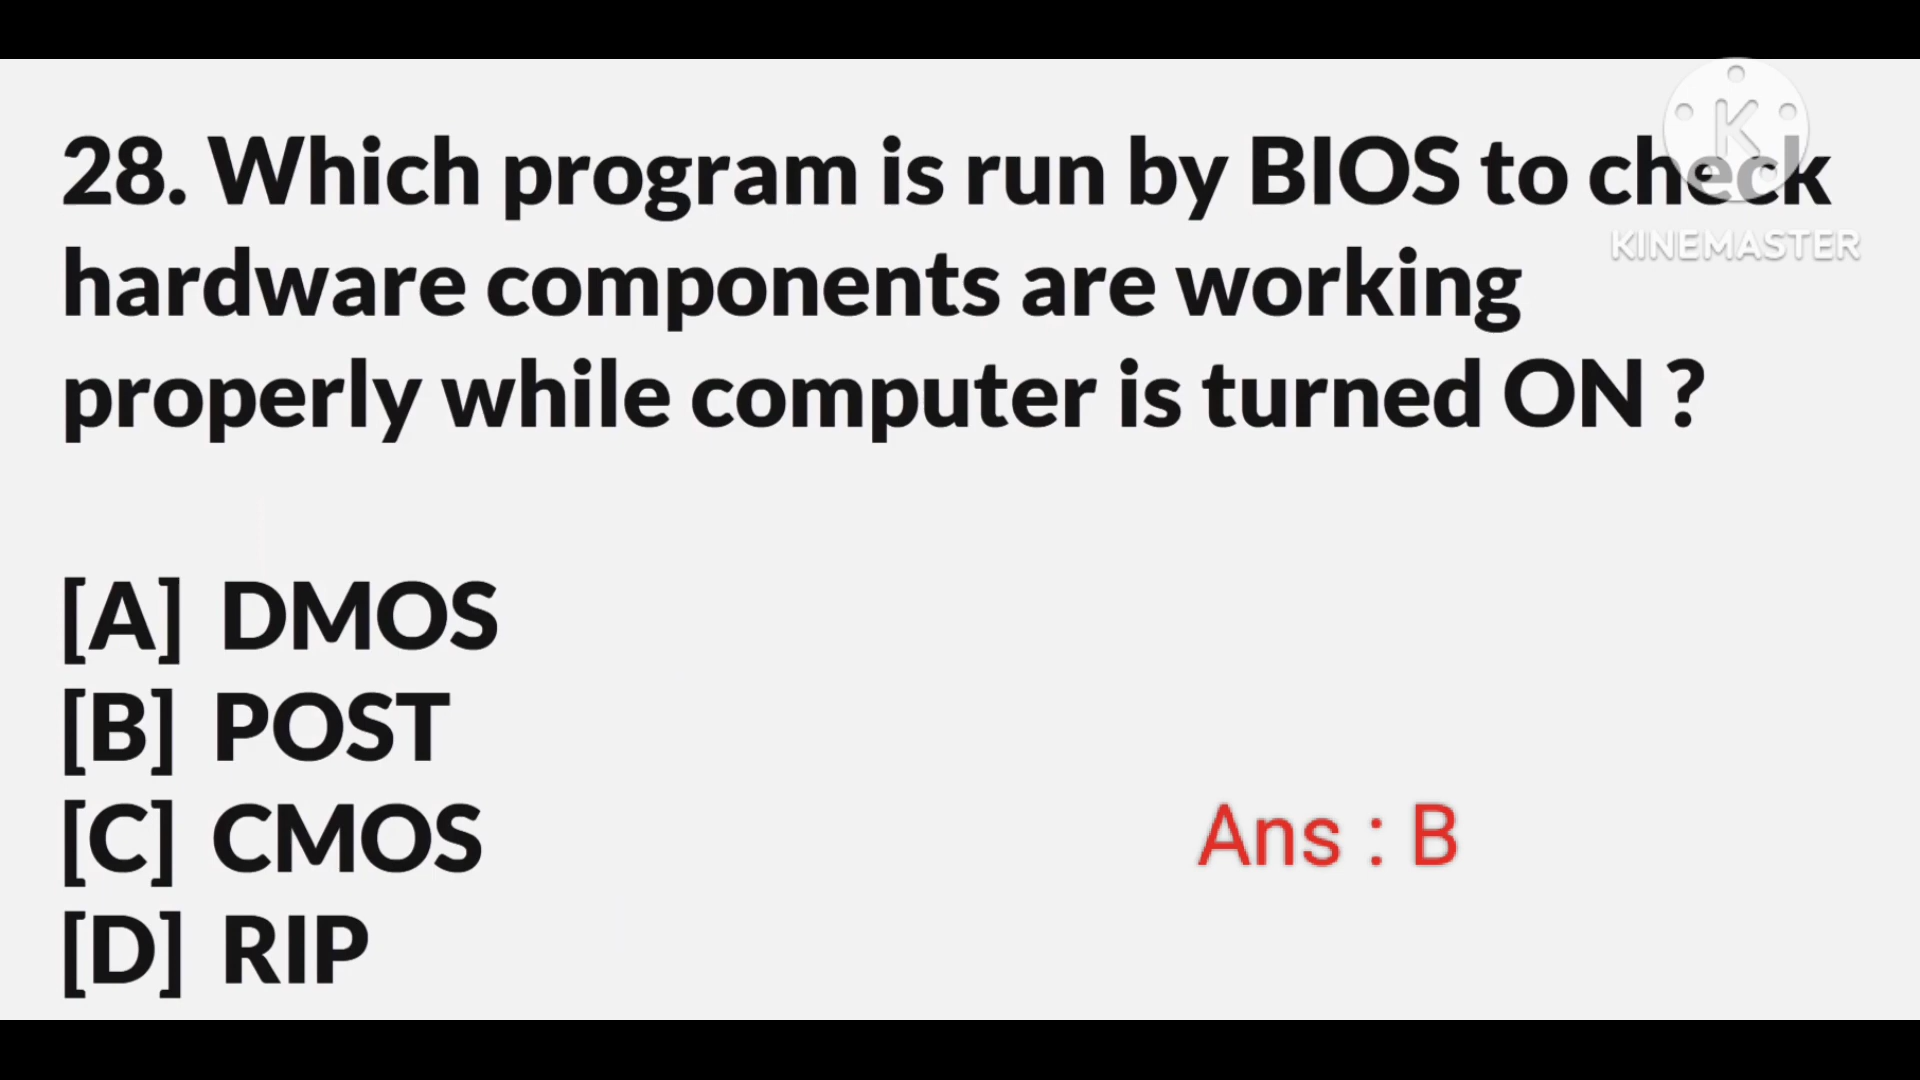 28. Which program is run by BIOS to check
hardware components are working
properly while computer is turned ON ?
[A] DMOS
[B] POST
[C] CMOS
[D] RIP
Ans : B
K
KINEMASTER